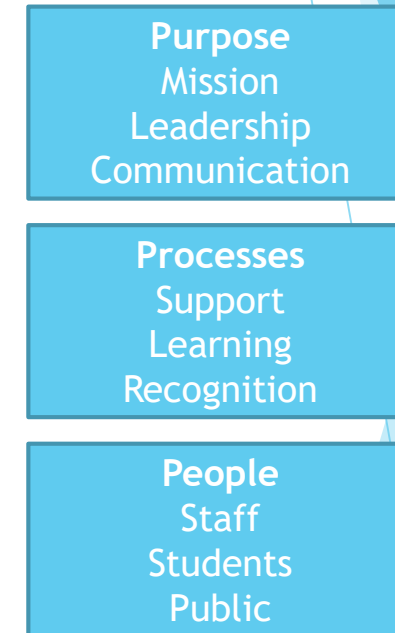 Purpose
Mission
Leadership
Communication
Processes
Support
Learning
Recognition
People
Staff
Students
Public